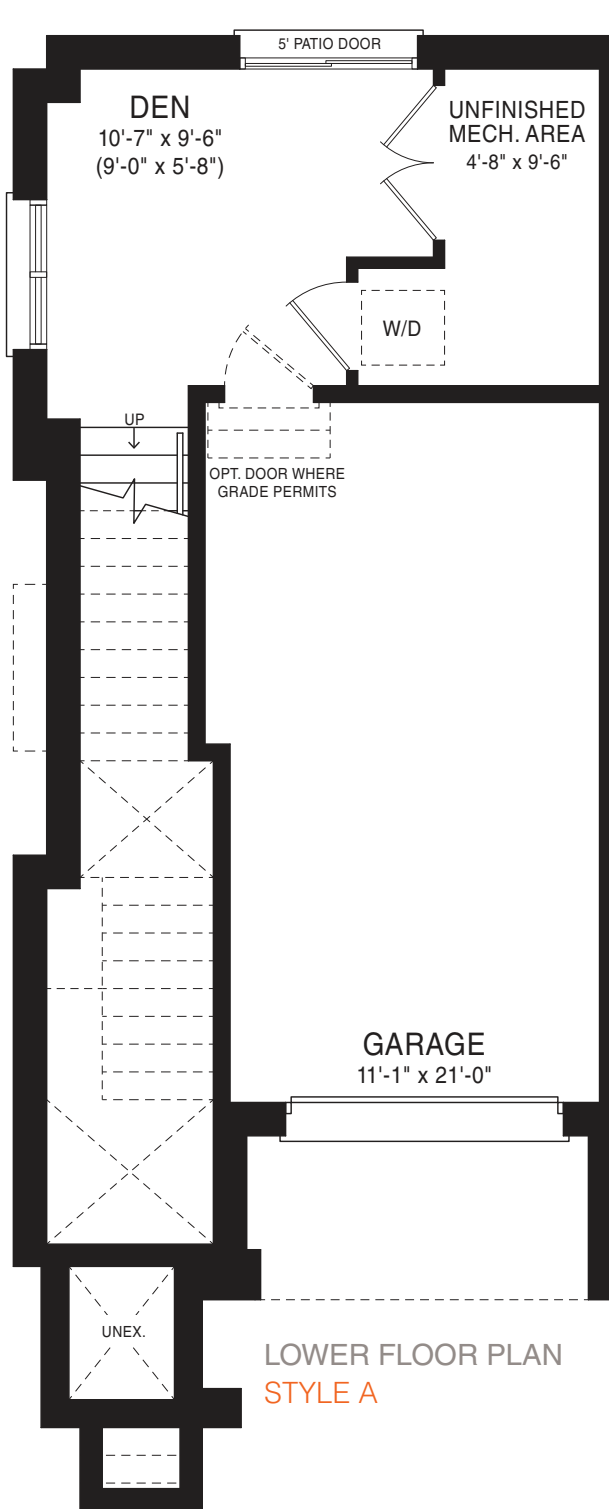 5' PATIO DOOR
DEN
10'-7" x 9'-6"
(9'-0" x 5'-8")
UNFINISHED
MECH. AREA
4'-8" x 9'-6"
W/D
UP
OPT. DOOR WHERE
GRADE PERMITS
GARAGE
11'-1" x 21'-0"
UNEX.
LOWER FLOOR PLAN
STYLE A